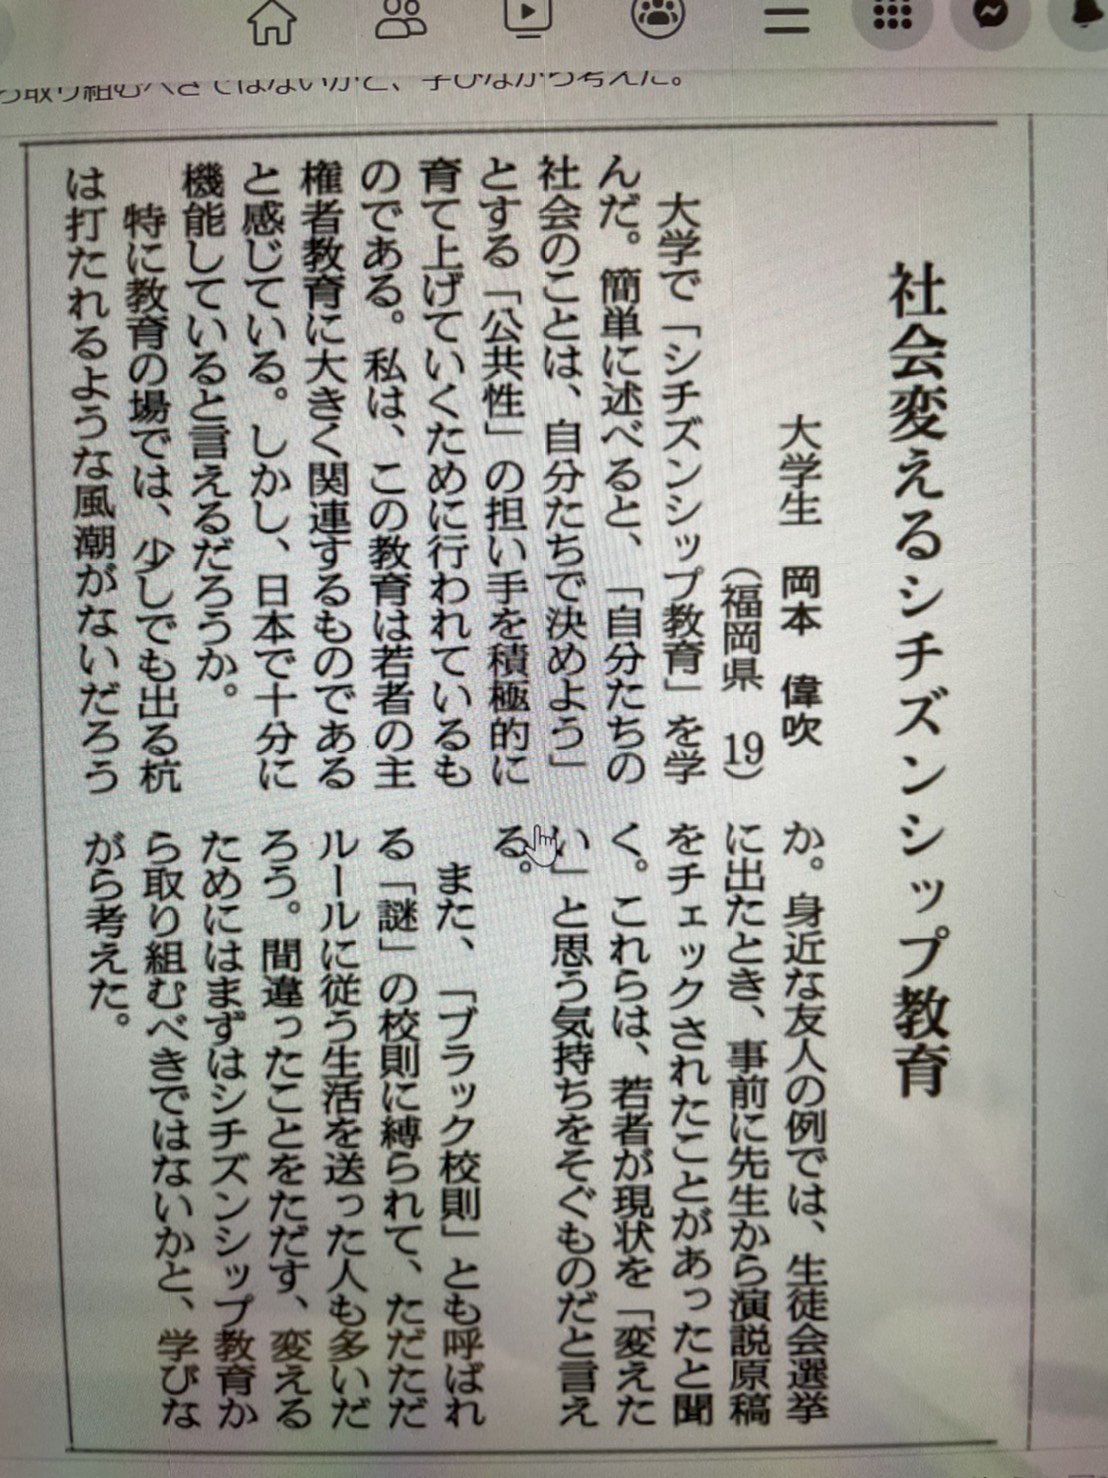 取り組むべきではないかと、学びながら考えた。
社会変えるシチズンシップ教育
大学生　岡本　偉吹
（福岡県　19）
大学で「シチズンシップ教育」を学
んだ。簡単に述べると、「自分たちの
社会のことは、自分たちで決めよう」
とする「公共性」の担い手を積極的に
育て上げていくために行われているも
のである。私は、この教育は若者の主
権者教育に大きく関連するものである
と感じている。しかし、日本で十分に
機能していると言えるだろうか。
特に教育の場では、少しでも出る杭
は打たれるような風潮がないだろう
か。身近な友人の例では、生徒会選挙
に出たとき、事前に先生から演説原稿
をチェックされたことがあったと聞
く。これらは、若者が現状を「変えた
い」と思う気持ちをそぐものだと言え
る。
また、「ブラック校則」とも呼ばれ
る「謎」の校則に縛られて、ただただ
ルールに従う生活を送った人も多いだ
ろう。間違ったことをただす、変える
ためにはまずはシチズンシップ教育か
ら取り組むべきではないかと、学びな
がら考えた。